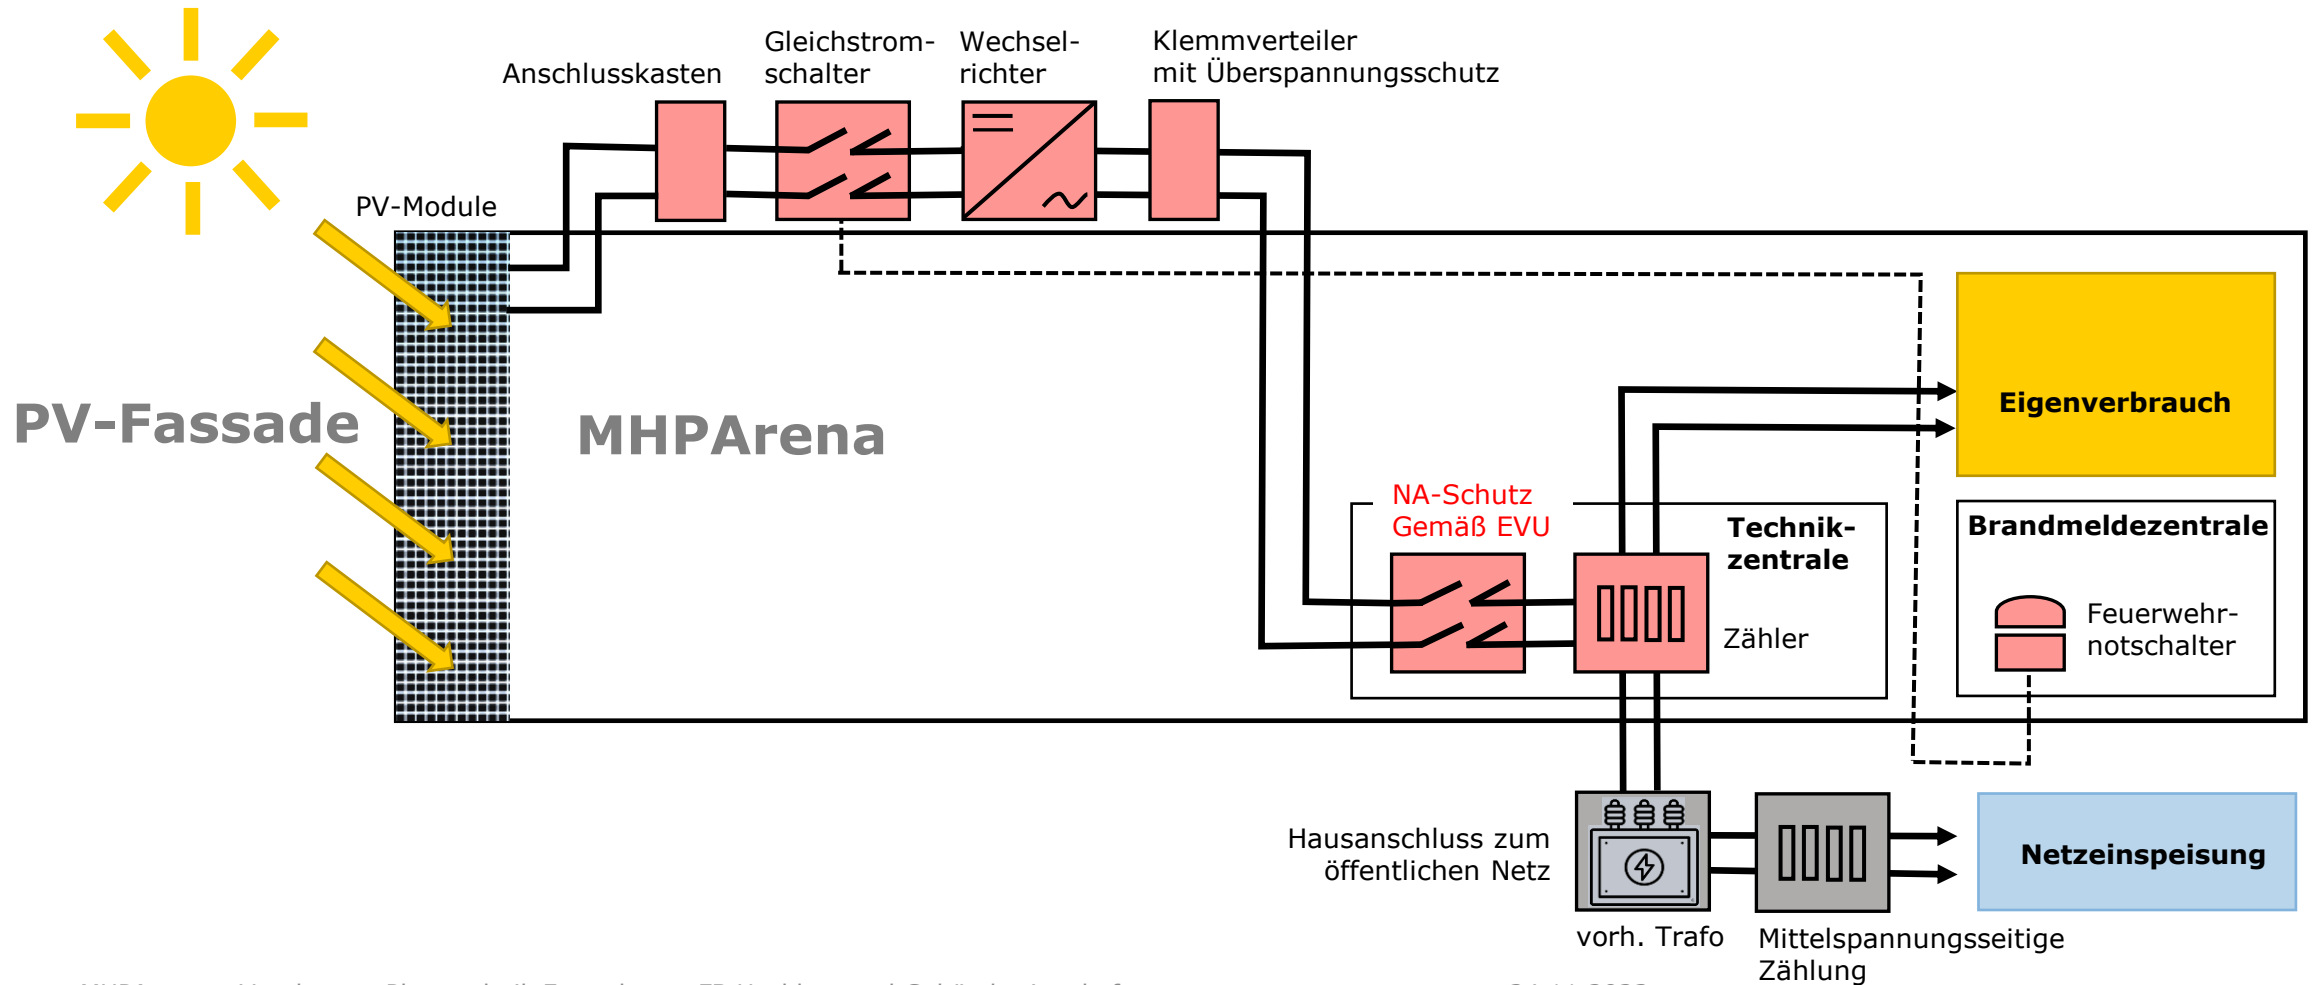 Gleichstrom-
schalter
Wechsel-
richter
Klemmverteiler
mit Überspannungsschutz
Anschlusskasten
PV-Module
PV-Fassade
MHPArena
Eigenverbrauch
NA-Schutz
Gemäß EVU
Technik-
zentrale
Zähler
Brandmeldezentrale
Feuerwehr-
notschalter
Hausanschluss zum
öffentlichen Netz
vorh. Trafo
Mittelspannungsseitige
Zählung
Netzeinspeisung